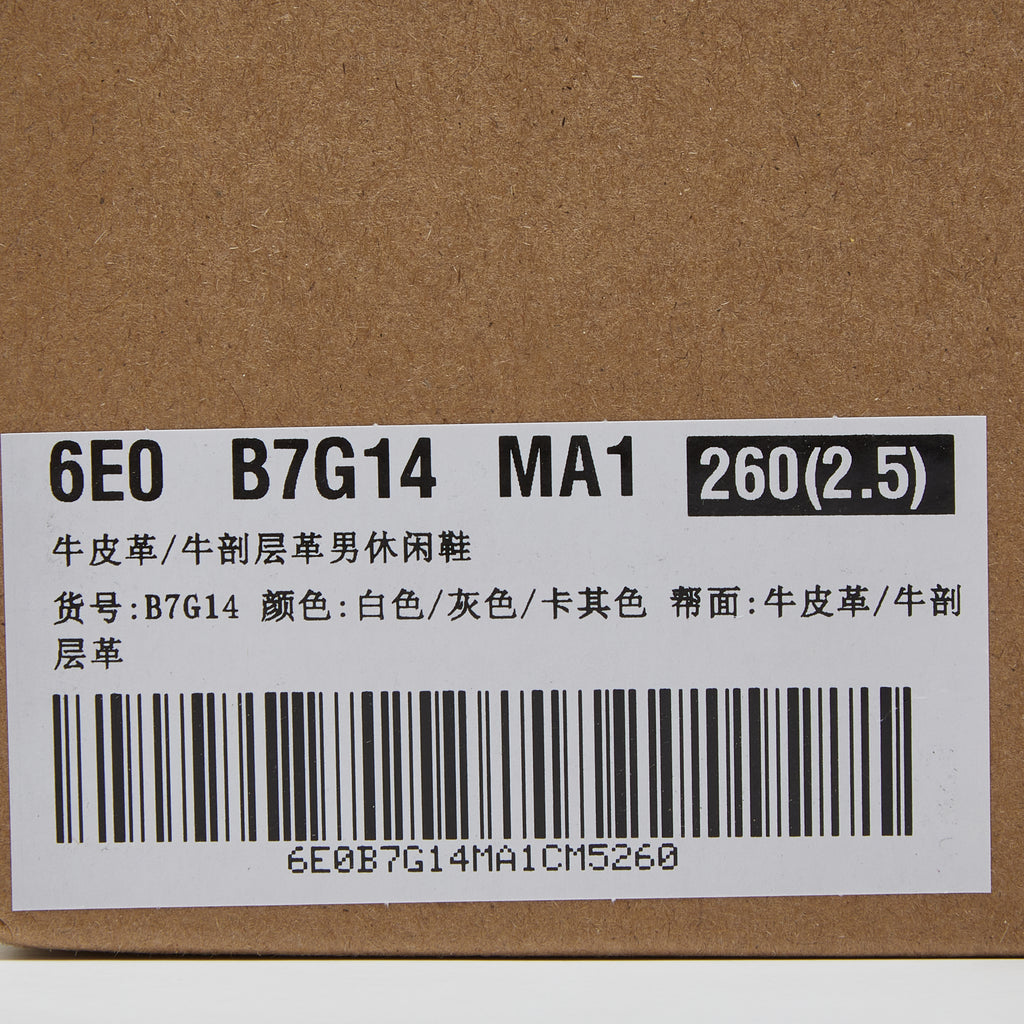 6E0 B7G14 MA1 260(2.5)
牛皮革/牛剖层革男休闲鞋
货号:B7G14 颜色:白色/灰色/卡其色 帮面:牛皮革/牛剖
层革
6E0B7G14MA1CM5260